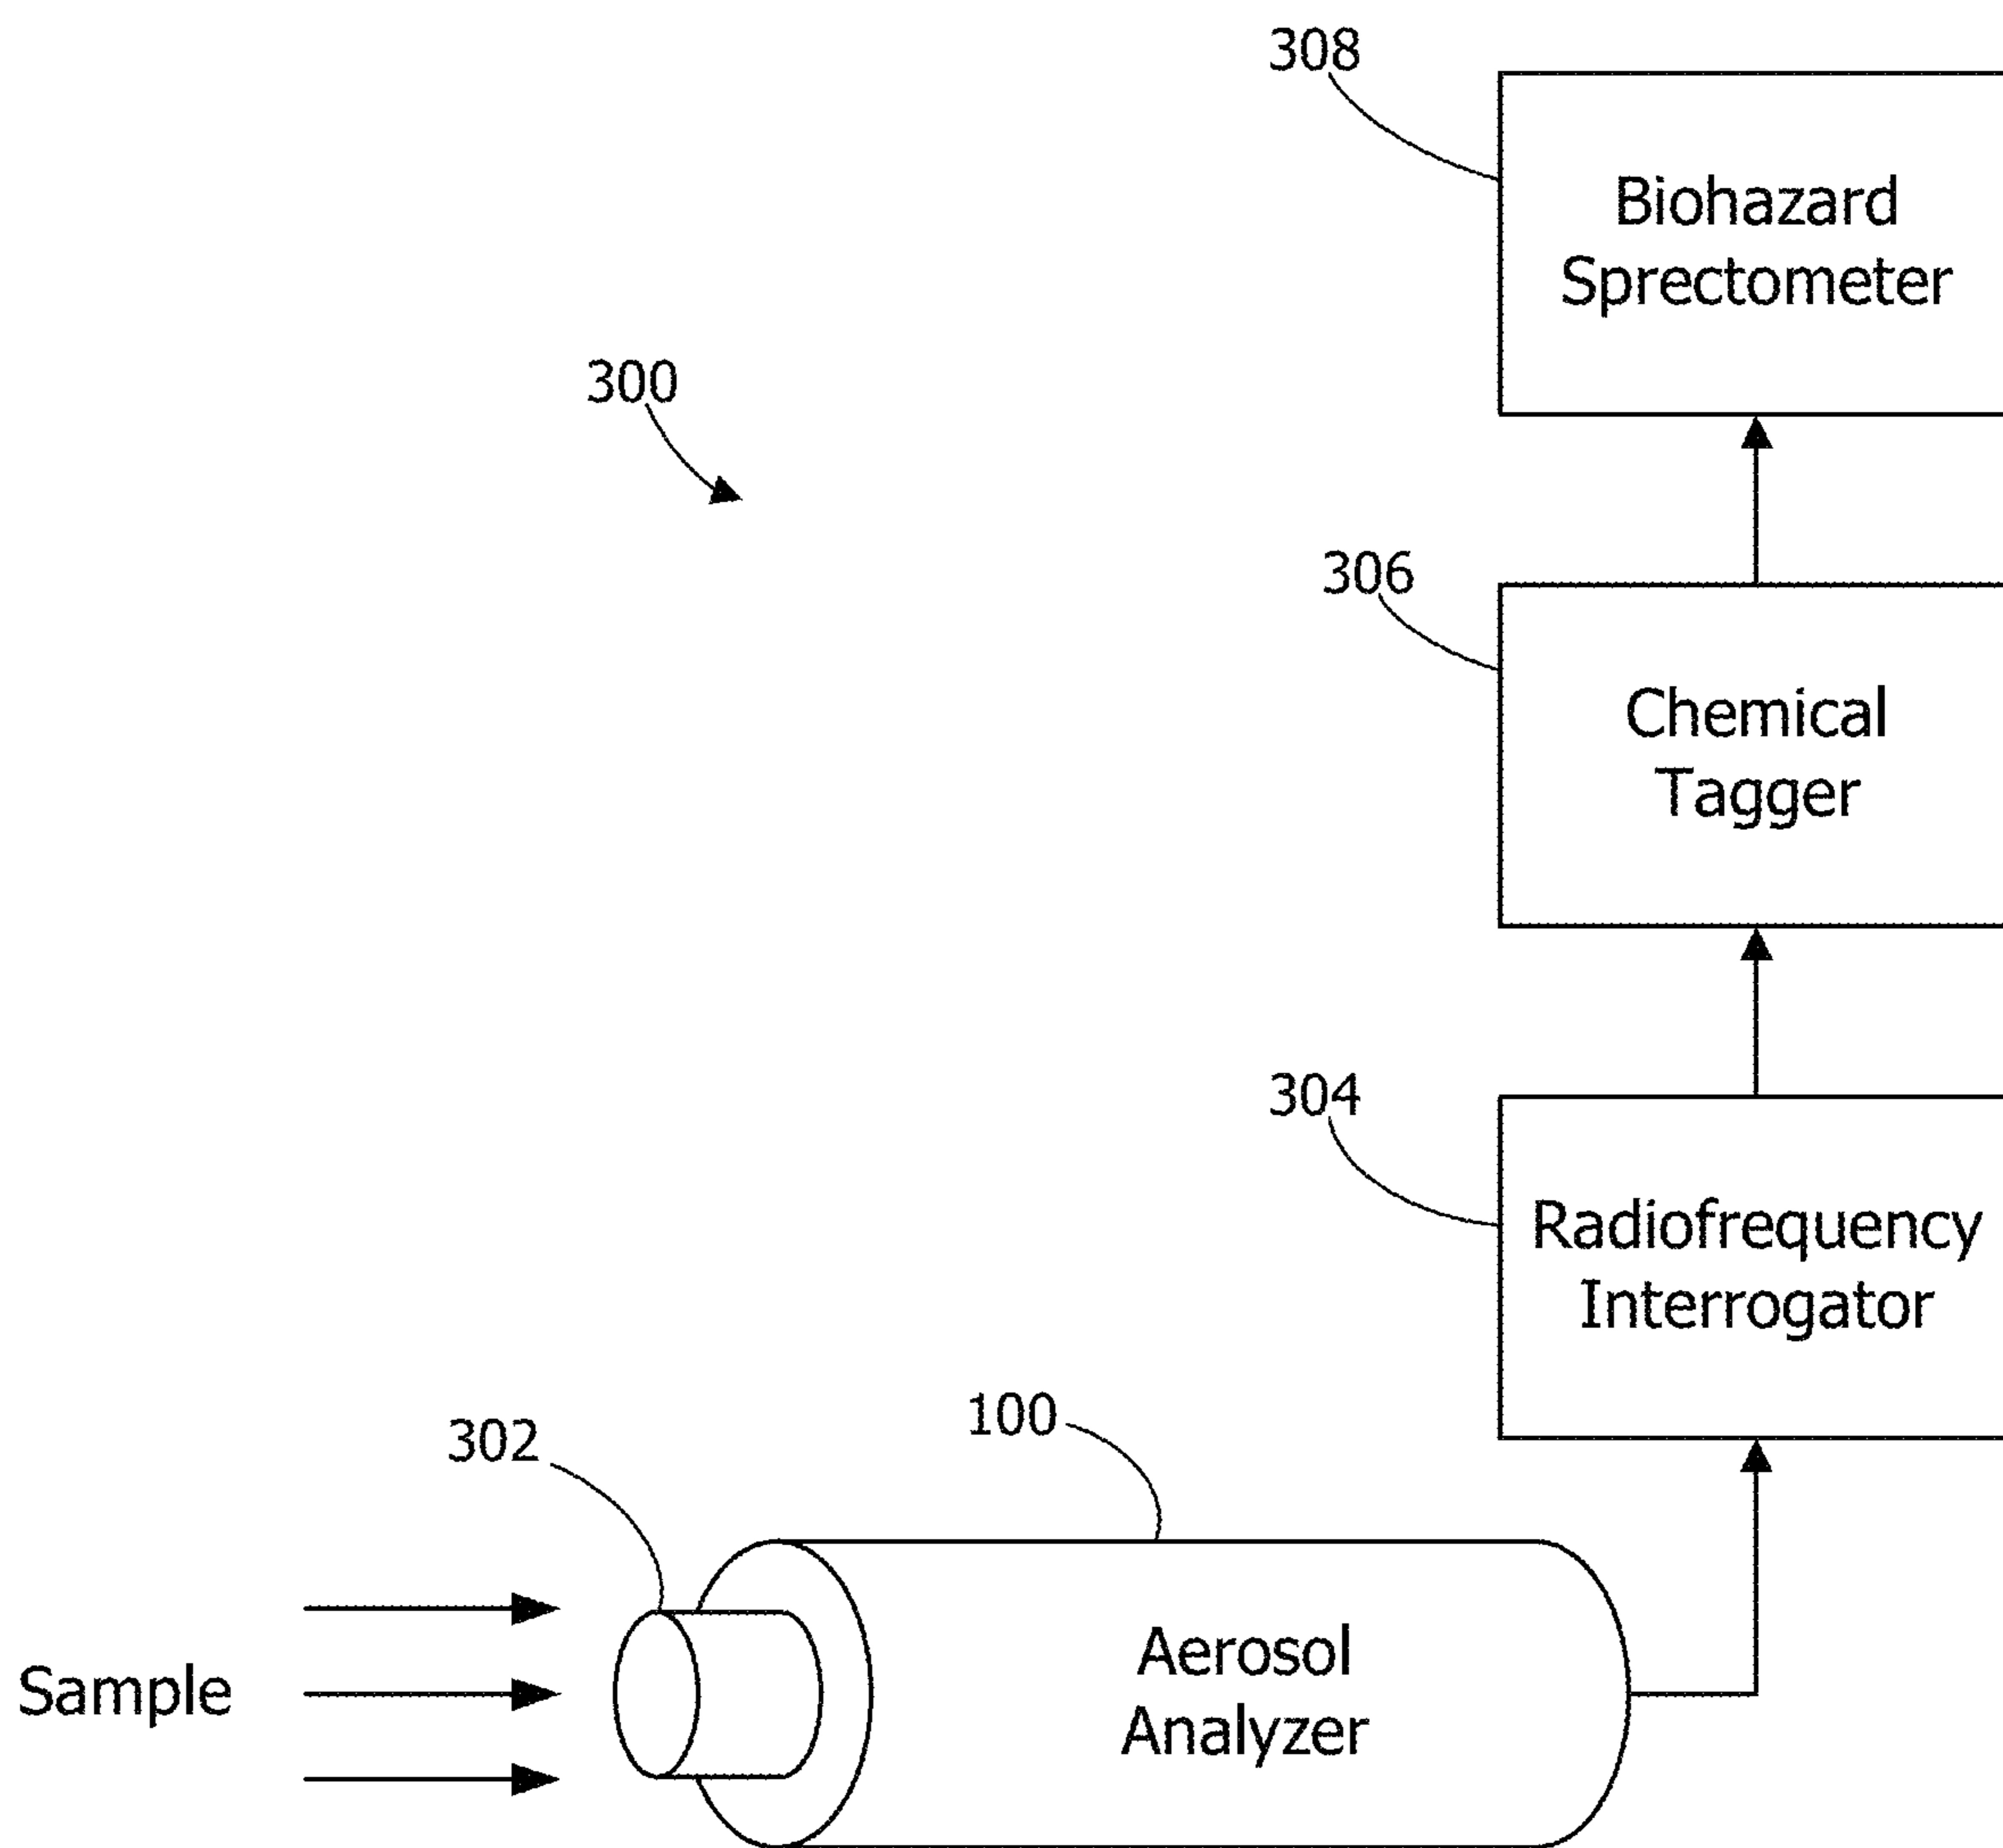 308
Biohazard
Sprectometer
300
306
Chemical
Tagger
304
Radiofrequency
Interrogator
100
302
Aerosol
Sample
Analyzer